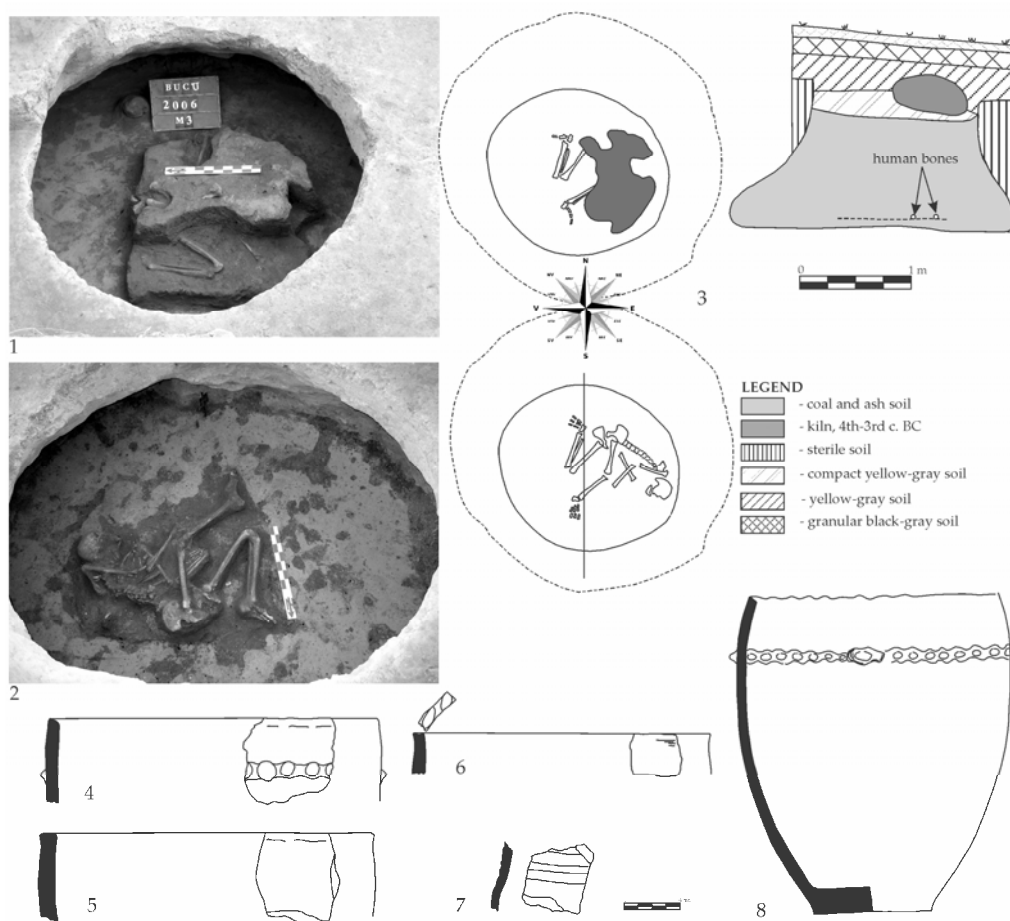 BUCU
2006
M3
1
2
N
V
E
S
3
human bones
0 1 m
LEGEND
- coal and ash soil
- kiln, 4th-3rd c. BC
- sterile soil
- compact yellow-gray soil
- yellow-gray soil
- granular black-gray soil
4
5
6
7
8